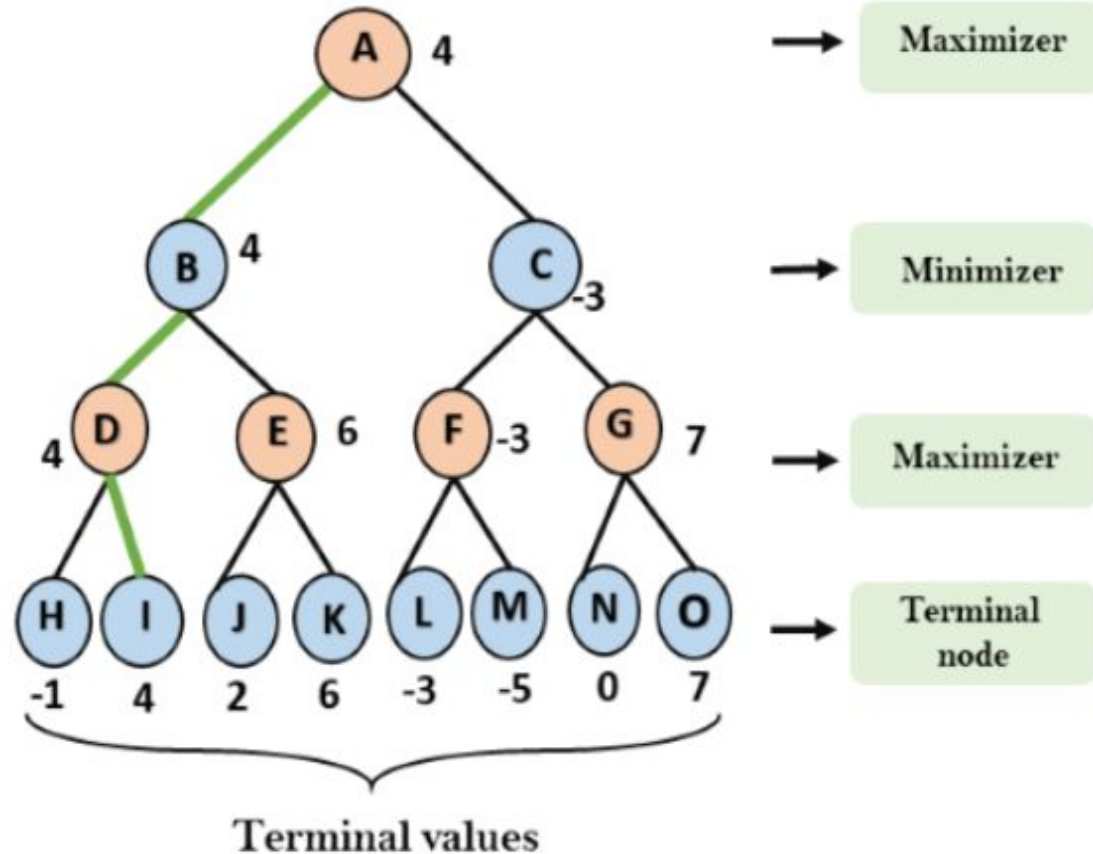 A 4 Maximizer
B 4 C -3 Minimizer
D 4 E 6 F -3 G 7 Maximizer
H I J K L M N O Terminal
node
-1 4 2 6 -3 -5 0 7
Terminal values